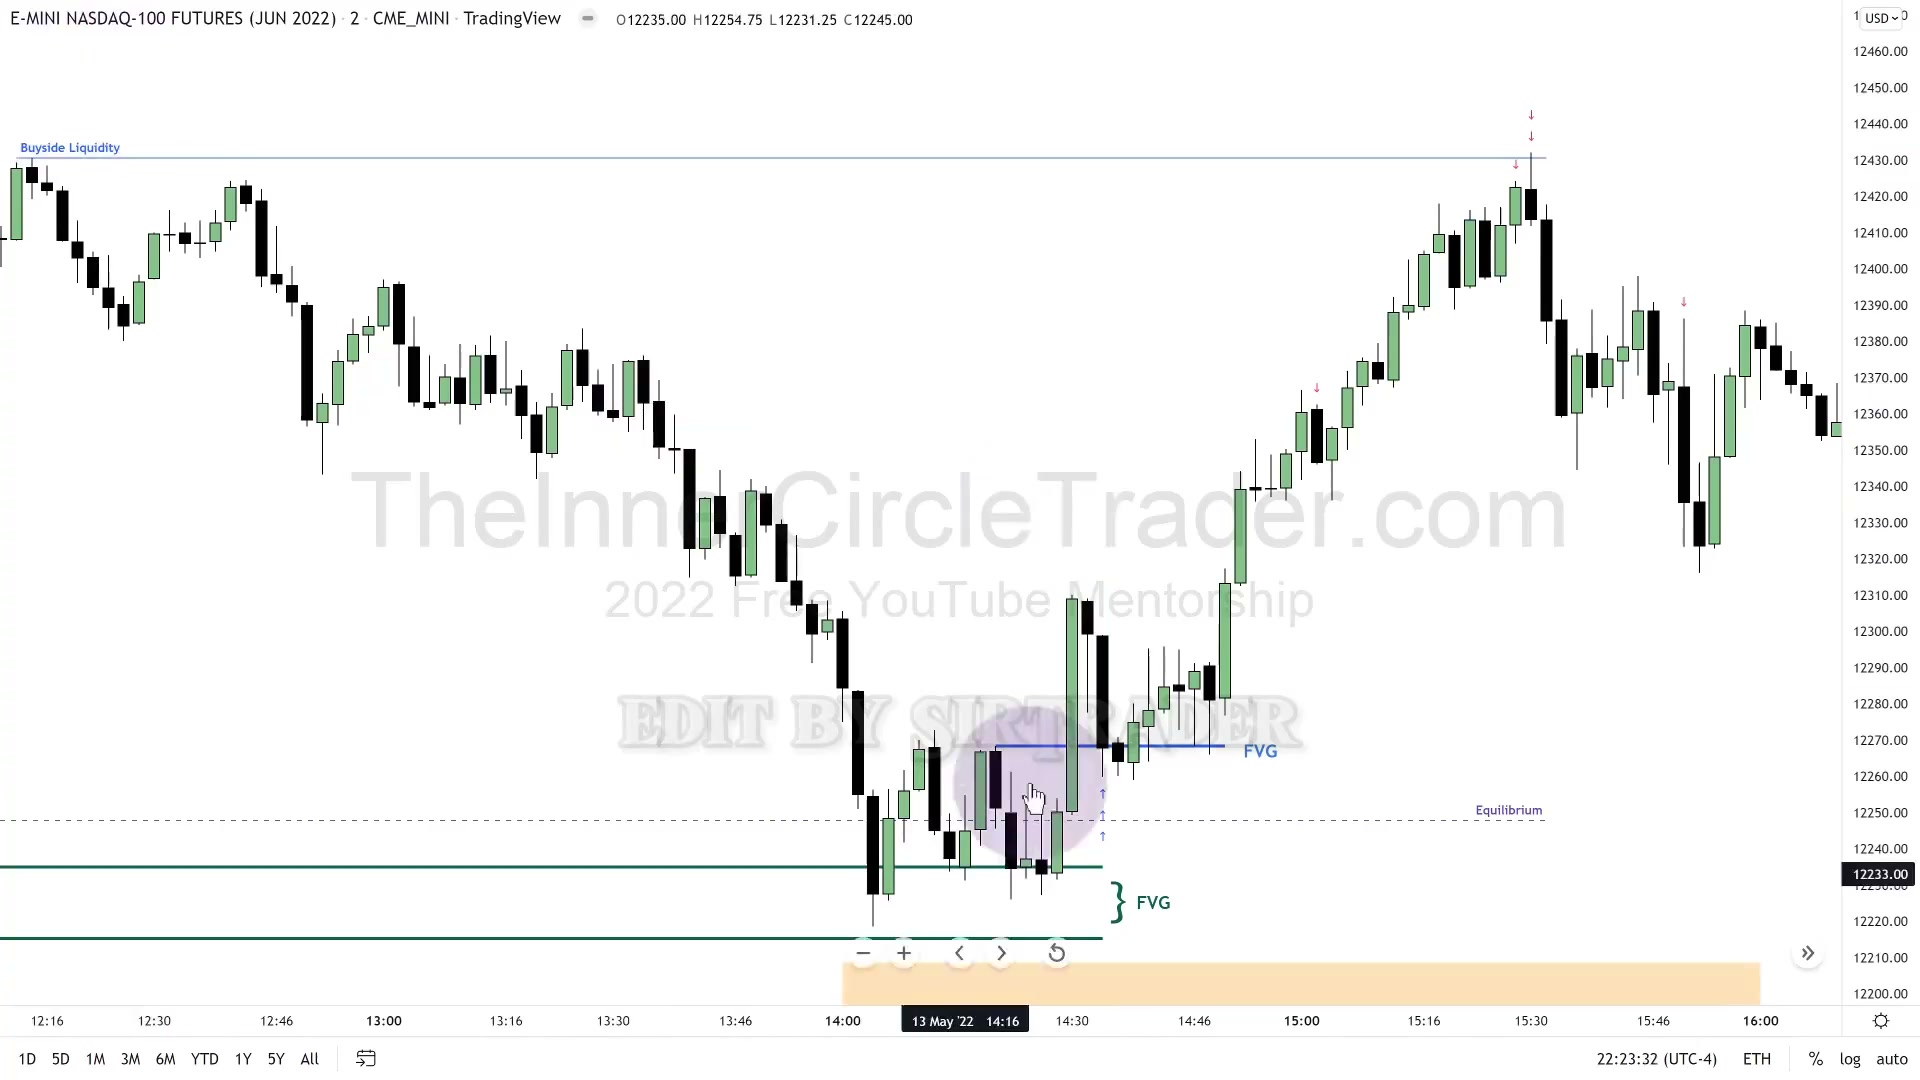 E-MINI NASDAQ-100 FUTURES (JUN 2022) · 2 · CME_MINI · TradingView O12235.00 H12254.75 L12231.25 C12245.00
USD
12460.00
12450.00
12440.00
Buyside Liquidity
12430.00
12420.00
12410.00
12400.00
12390.00
12380.00
12370.00
12360.00
12350.00
12340.00
TheInnerCircleTrader.com
12330.00
12320.00
2022 Free YouTube Mentorship
12310.00
12300.00
12290.00
12280.00
EDIT BY SIRTRADER
12270.00
FVG
12260.00
Equilibrium
12250.00
12240.00
12233.00
FVG
12220.00
12210.00
12200.00
12:16 12:30 12:46 13:00 13:16 13:30 13:46 14:00 13 May '22 14:16 14:30 14:46 15:00 15:16 15:30 15:46 16:00
1D 5D 1M 3M 6M YTD 1Y 5Y All 22:23:32 (UTC-4) ETH % log auto